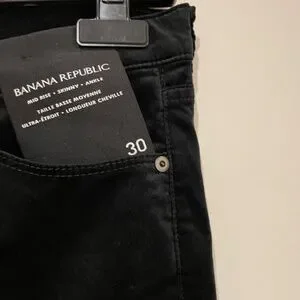 BANANA REPUBLIC
MID RISE • SKINNY • ANKLE
TAILLE BASSE MOYENNE
ULTRA-ÉTROIT • LONGUEUR CHEVILLE
30